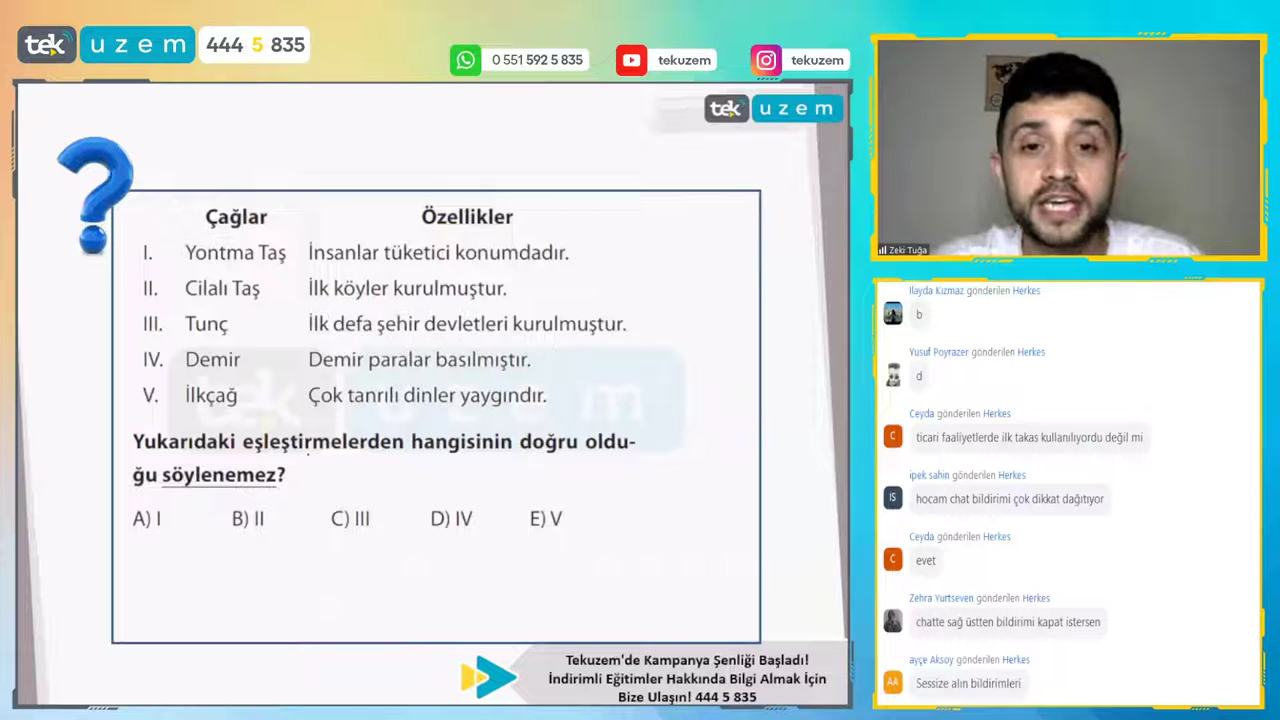 tek uzem 444 5 835
0 551 592 5 835 tekuzem tekuzem
tek uzem
Çağlar Özellikler
I. Yontma Taş İnsanlar tüketici konumdadır.
II. Cilalı Taş İlk köyler kurulmuştur.
III. Tunç İlk defa şehir devletleri kurulmuştur.
IV. Demir Demir paralar basılmıştır.
V. İlkçağ Çok tanrılı dinler yaygındır.
Yukarıdaki eşleştirmelerden hangisinin doğru oldu-
ğu söylenemez?
A) I B) II C) III D) IV E) V
tek uzem
Tekuzem'de Kampanya Şenliği Başladı!
İndirimli Eğitimler Hakkında Bilgi Almak İçin
Bize Ulaşın! 444 5 835
Zeki Tuğa
Ilayda Kızmaz gönderilen Herkes
b
Yusuf Poyrazer gönderilen Herkes
d
Ceyda gönderilen Herkes
C
ticari faaliyetlerde ilk takas kullanılıyordu değil mi
ipek sahin gönderilen Herkes
IS
hocam chat bildirimi çok dikkat dağıtıyor
Ceyda gönderilen Herkes
C
evet
Zehra Yurtseven gönderilen Herkes
chatte sağ üstten bildirimi kapat istersen
ayçe Aksoy gönderilen Herkes
AA
Sessize alın bildirimleri